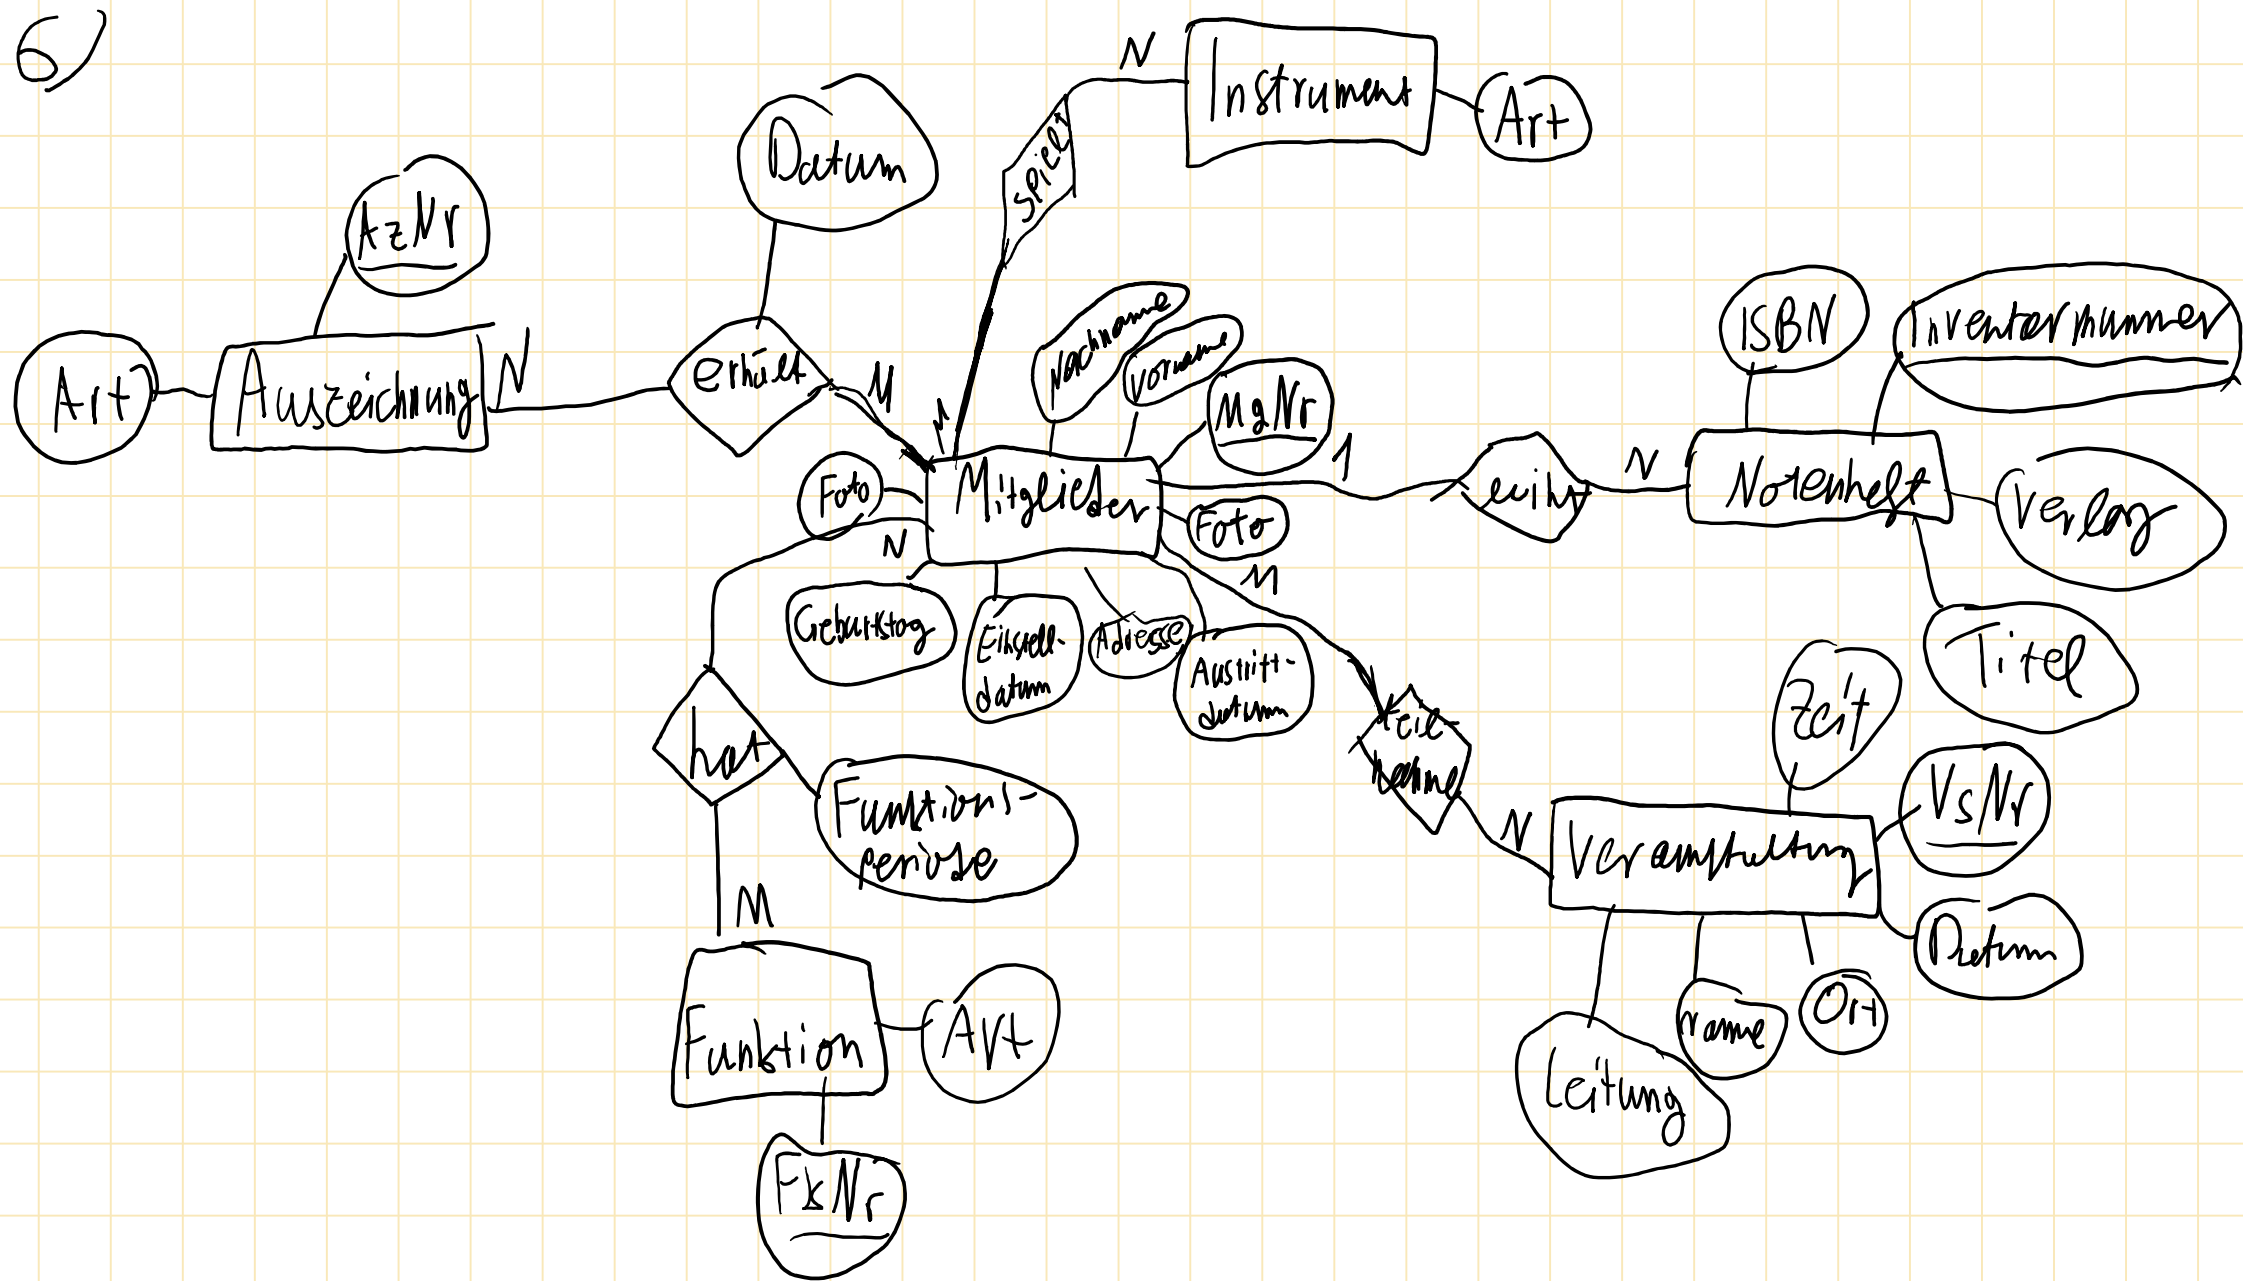 6)
N
Instrument
Art
spielt
Datum
AzNr
Nachname
Vorname
MgNr
ISBN
Inventarnummer
Art
Auszeichnung
N
erhält
M
M
Foto
Mitglieder
1
N
Notenheft
Verlag
Foto
N
M
Geburtstag
Einstell-
datum
Adresse
Austritt-
datum
Titel
Zeit
hat
teil-
nehme
Funktions-
periode
N
Veranstaltung
VsNr
M
Datum
Funktion
Art
Leitung
name
Ort
FkNr